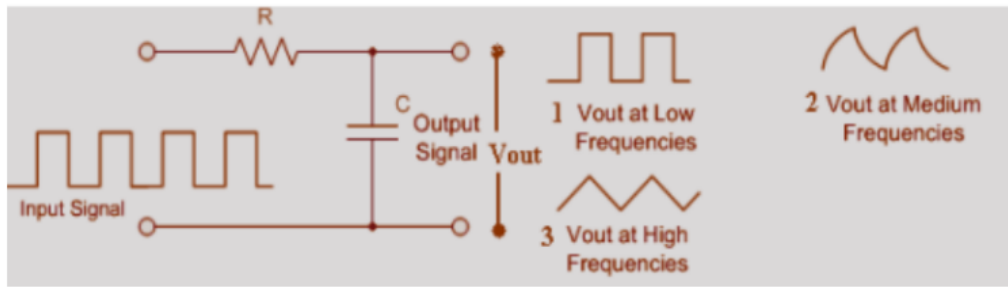 R
C
Output
Signal
Vout
Input Signal
1 Vout at Low
Frequencies
2 Vout at Medium
Frequencies
3 Vout at High
Frequencies